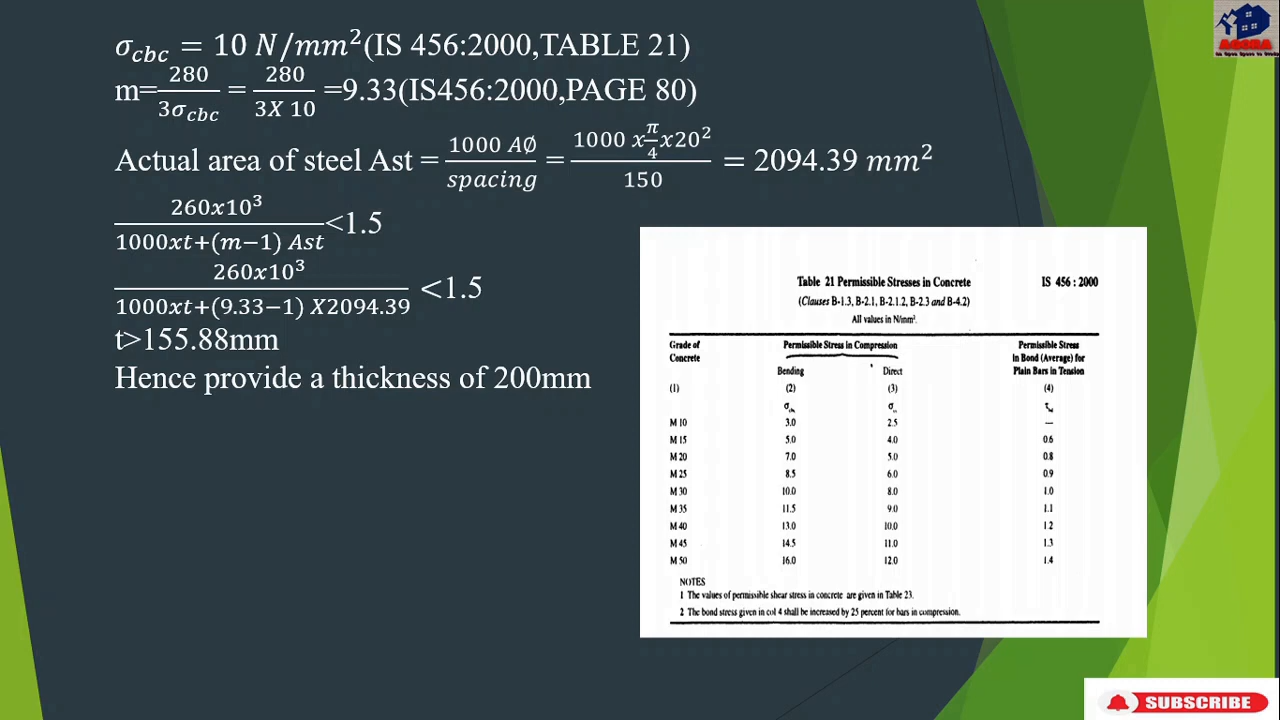 σ_cbc = 10 N/mm²(IS 456:2000,TABLE 21)
m=280/3σ_cbc = 280/3X 10 =9.33(IS456:2000,PAGE 80)
Actual area of steel Ast = 1000 AØ/spacing = 1000 xπ/4x20²/150 = 2094.39 mm²
260x10³/1000xt+(m−1) Ast<1.5
260x10³/1000xt+(9.33−1) X2094.39 <1.5
t>155.88mm
Hence provide a thickness of 200mm
Table 21 Permissible Stresses in Concrete IS 456 : 2000
(Clauses B-1.3, B-2.1, B-2.1.2, B-2.3 and B-4.2)
All values in N/mm².
Grade of Concrete Permissible Stress in Compression Permissible Stress in Bond (Average) for Plain Bars in Tension
Bending Direct
(1) (2) (3) (4)
M 10 3.0 2.5 —
M 15 5.0 4.0 0.6
M 20 7.0 5.0 0.8
M 25 8.5 6.0 0.9
M 30 10.0 8.0 1.0
M 35 11.5 9.0 1.1
M 40 13.0 10.0 1.2
M 45 14.5 11.0 1.3
M 50 16.0 12.0 1.4
NOTES
1 The values of permissible shear stress in concrete are given in Table 23.
2 The bond stress given in col 4 shall be increased by 25 percent for bars in compression.
AGORA
SUBSCRIBE